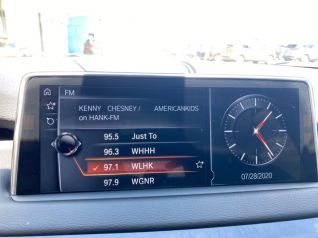 FM
KENNY CHESNEY / AMERICANKIDS
on HANK-FM
95.5 Just To
96.3 WHHH
97.1 WLHK
97.9 WGNR
07/28/2020